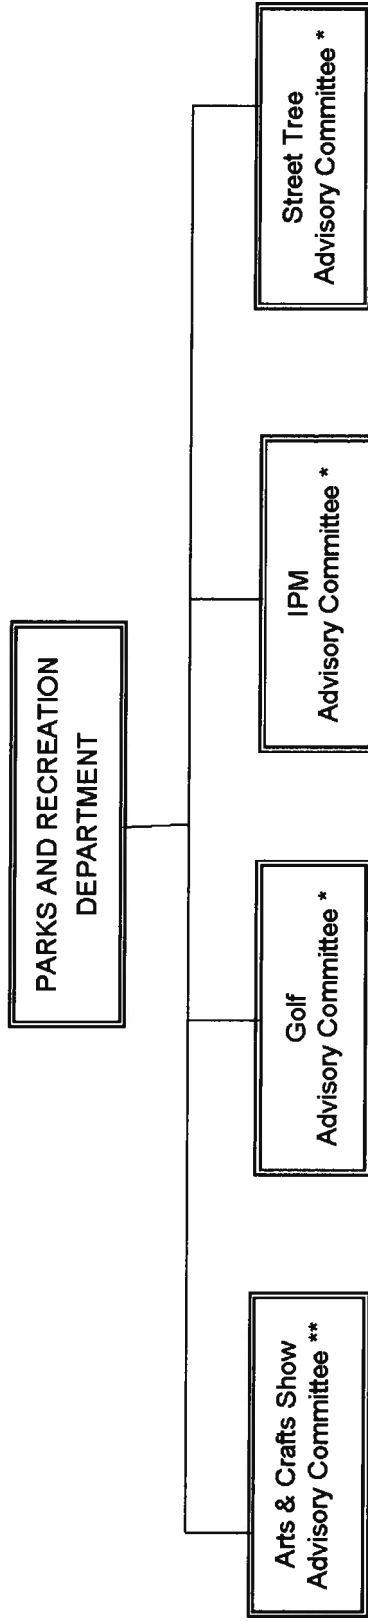 PARKS AND RECREATION
DEPARTMENT
Arts & Crafts Show
Advisory Committee **
Golf
Advisory Committee *
IPM
Advisory Committee *
Street Tree
Advisory Committee *